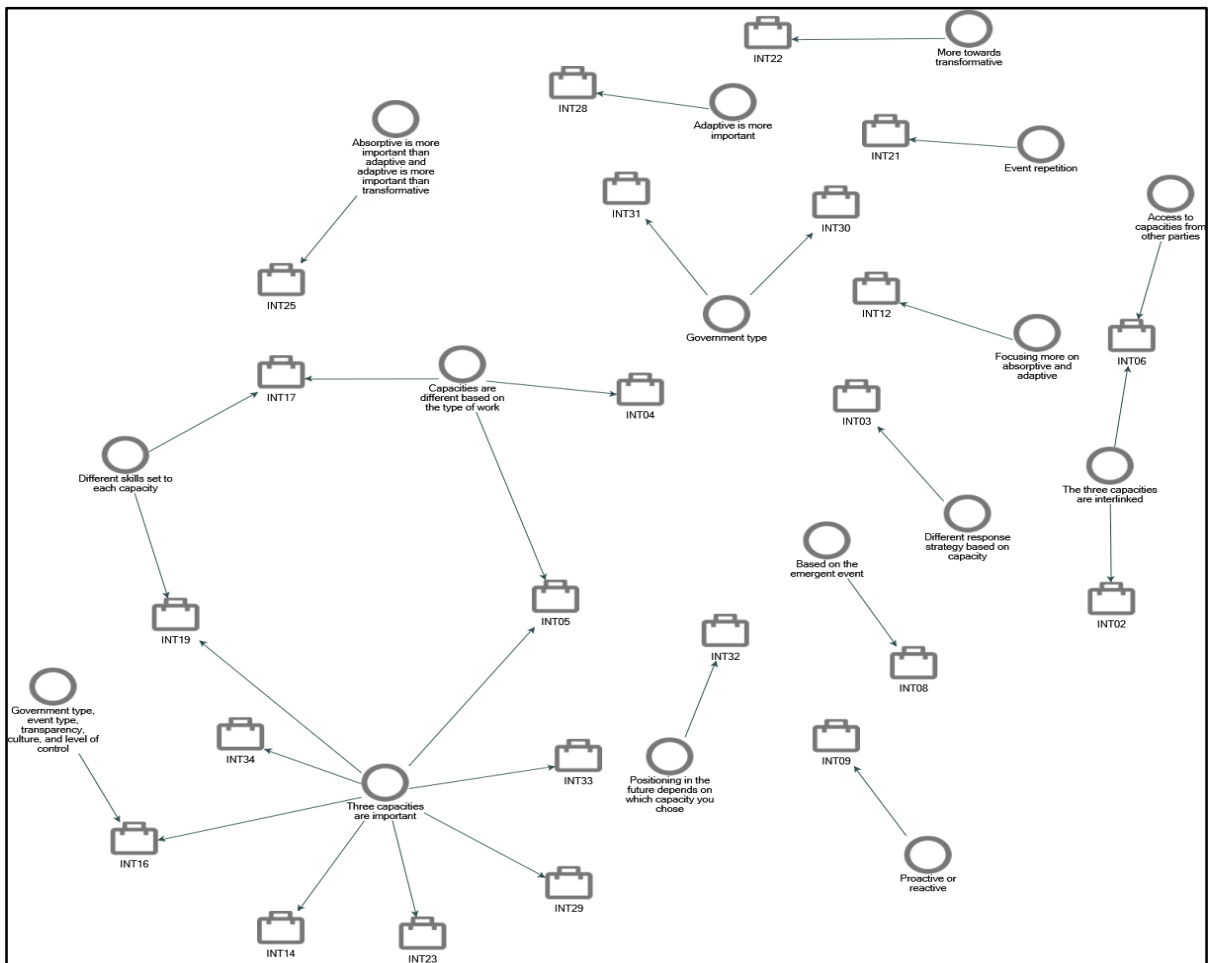 More towards
transformative
INT22
INT28
Adaptive is more
important
Absorptive is more
important than
adaptive and
adaptive is more
important than
transformative
INT21
Event repetition
INT31
INT30
Access to
capacities from
other parties
INT25
INT12
Government type
Focusing more on
absorptive and
adaptive
INT06
INT17
Capacities are
different based on
the type of work
INT04
INT03
Different skills set to
each capacity
The three capacities
are interlinked
Different response
strategy based on
capacity
Based on the
emergent event
INT05
INT02
INT19
INT32
INT08
Government type,
event type,
transparency,
culture, and level of
control
INT34
INT33
INT09
Positioning in the
future depends on
which capacity you
chose
Three capacities
are important
INT16
Proactive or
reactive
INT29
INT14
INT23